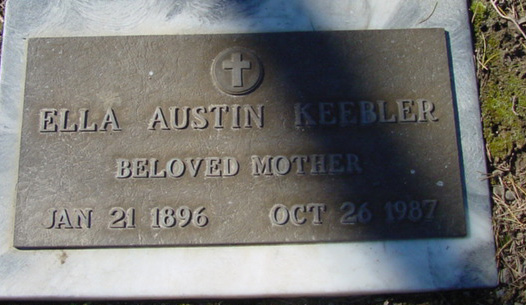 ELLA AUSTIN KEEBLER
BELOVED MOTHER
JAN 21 1896 OCT 26 1987